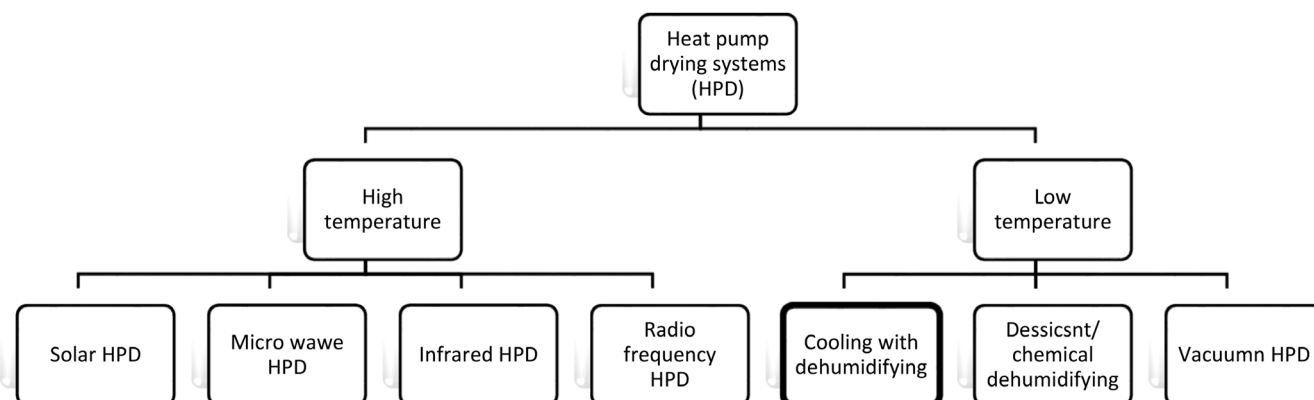 Heat pump
drying systems
(HPD)
High
temperature
Low
temperature
Solar HPD
Micro wawe
HPD
Infrared HPD
Radio
frequency
HPD
Cooling with
dehumidifying
Dessicsnt/
chemical
dehumidifying
Vacuumn HPD